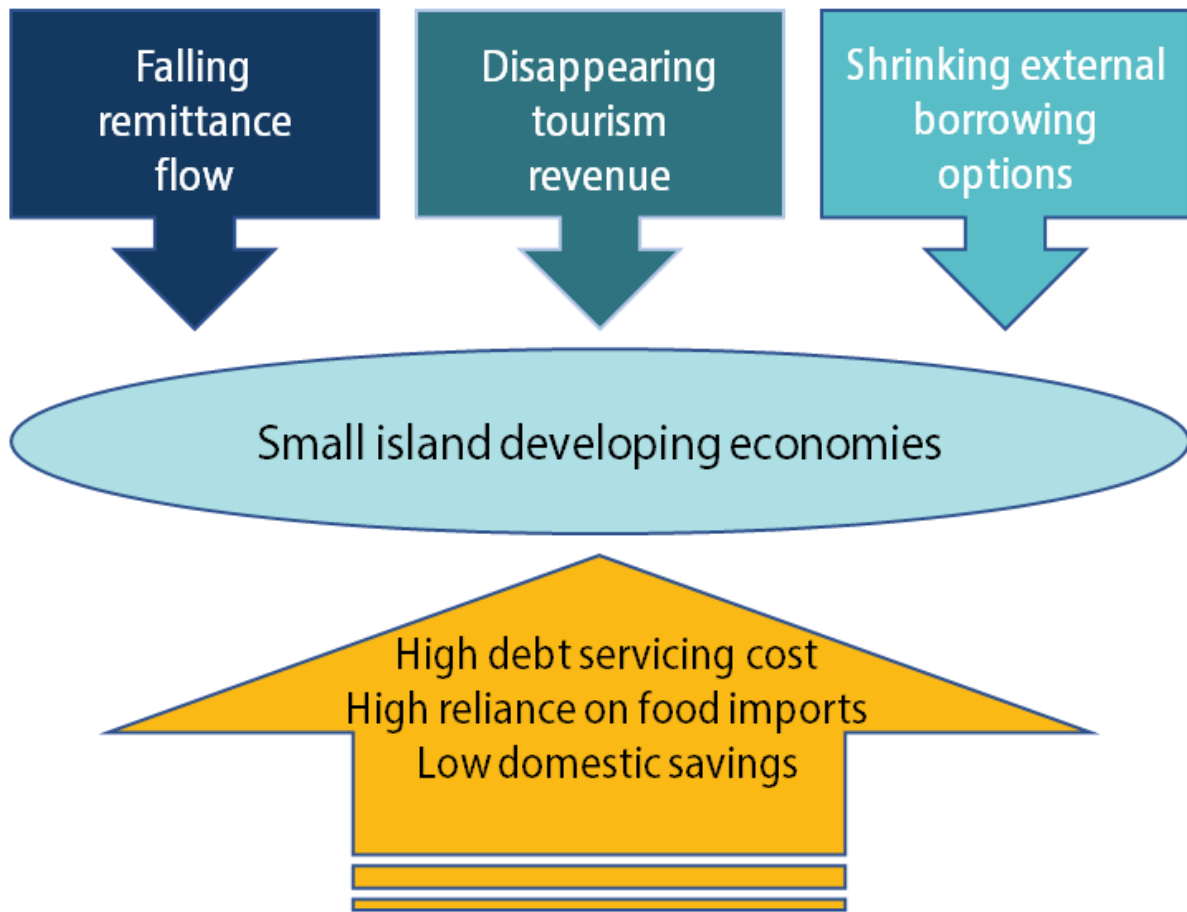 Falling
remittance
flow
Disappearing
tourism
revenue
Shrinking external
borrowing
options
Small island developing economies
High debt servicing cost
High reliance on food imports
Low domestic savings